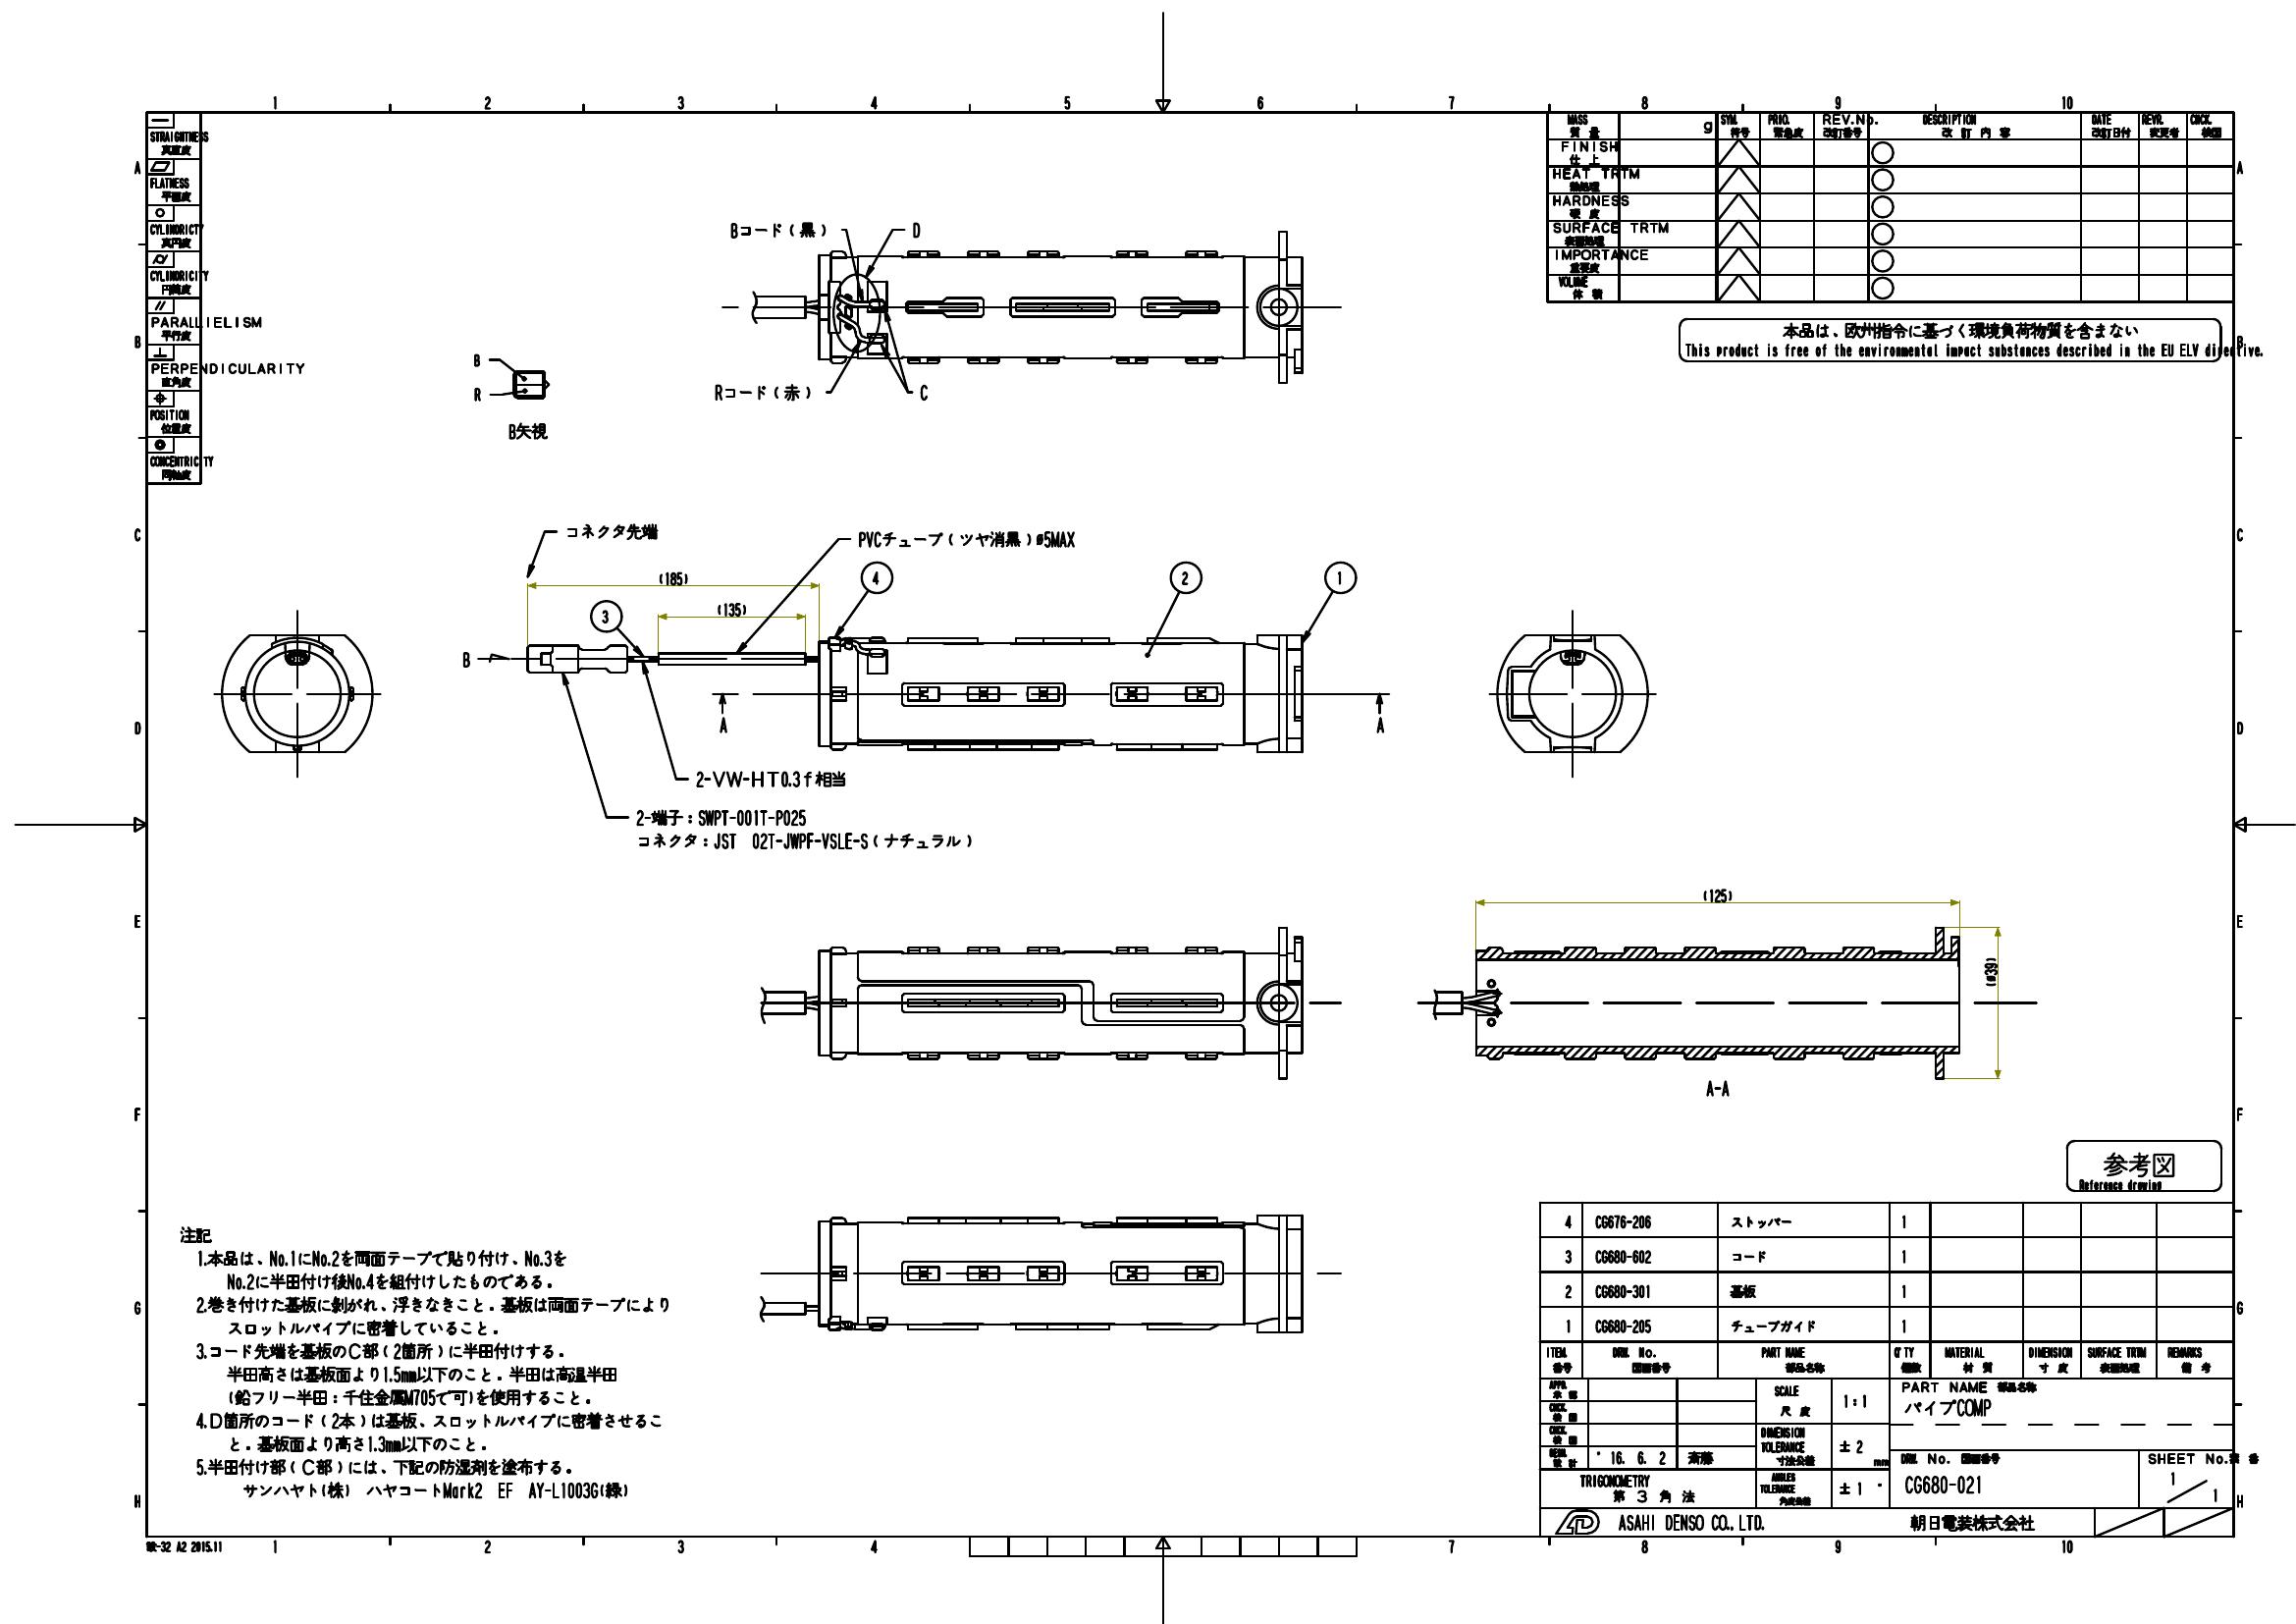 1 2 3 4 5 6 7 8 9 10
A B C D E F G H
STRAIGHTNESS
真直度
FLATNESS
平面度
CYLINDRICTY
真円度
CYLINDRICITY
円筒度
PARALLIELISM
平行度
PERPENDICULARITY
直角度
POSITION
位置度
CONCENTRICITY
同軸度
MASS
質 量
g
FINISH
仕 上
HEAT TRTM
熱処理
HARDNESS
硬 度
SURFACE TRTM
表面処理
IMPORTANCE
重要度
VOLUME
体 積
SYM. PRIO. REV.No. DESCRIPTION DATE REVR. CHCK.
符号 緊急度 改訂番号 改 訂 内 容 改訂日付 変更者 検図
本品は、欧州指令に基づく環境負荷物質を含まない
This product is free of the environmental impact substances described in the EU ELV directive.
Bコード(黒)
D
Rコード(赤)
C
B
R
B矢視
コネクタ先端
PVCチューブ(ツヤ消黒)ø5MAX
(185)
(135)
4
2
1
3
B
A
A
2-VW-HT0.3f相当
2-端子:SWPT-001T-P025
コネクタ:JST 02T-JWPF-VSLE-S(ナチュラル)
(125)
(ø39)
A-A
参考図
Reference drawing
注記
1.本品は、No.1にNo.2を両面テープで貼り付け、No.3を
No.2に半田付け後No.4を組付けしたものである.
2.巻き付けた基板に剝がれ、浮きなきこと.基板は両面テープにより
スロットルパイプに密着していること.
3.コード先端を基板のC部(2箇所)に半田付けする.
半田高さは基板面より1.5mm以下のこと.半田は高温半田
(鉛フリー半田:千住金属M705で可)を使用すること.
4.D箇所のコード(2本)は基板、スロットルパイプに密着させるこ
と.基板面より高さ1.3mm以下のこと.
5.半田付け部(C部)には、下記の防湿剤を塗布する.
サンハヤト(株) ハヤコートMark2 EF AY-L1003G(緑)
4 CG676-206 ストッパー 1
3 CG680-602 コード 1
2 CG680-301 基板 1
1 CG680-205 チューブガイド 1
ITEM. DRW. No. PART NAME Q'TY MATERIAL DIMENSION SURFACE TRTM REMARKS
番号 図面番号 部品名称 個数 材 質 寸 度 表面処理 備 考
APPD.
承 認
CHCK.
検 図
CHCK.
検 図
DESN.
設 計
'16. 6. 2 斎藤
SCALE
尺 度
1:1
DIMENSION
TOLERANCE
寸法公差
±2
mm
ANGLES
TOLERANCE
角度公差
±1 °
TRIGONOMETRY
第 3 角 法
PART NAME 部品名称
パイプCOMP
DRW. No. 図面番号
CG680-021
SHEET No.葉 番
1/1
ASAHI DENSO CO., LTD. 朝日電装株式会社
A2 2015.11
1 2 3 4 7 8 9 10